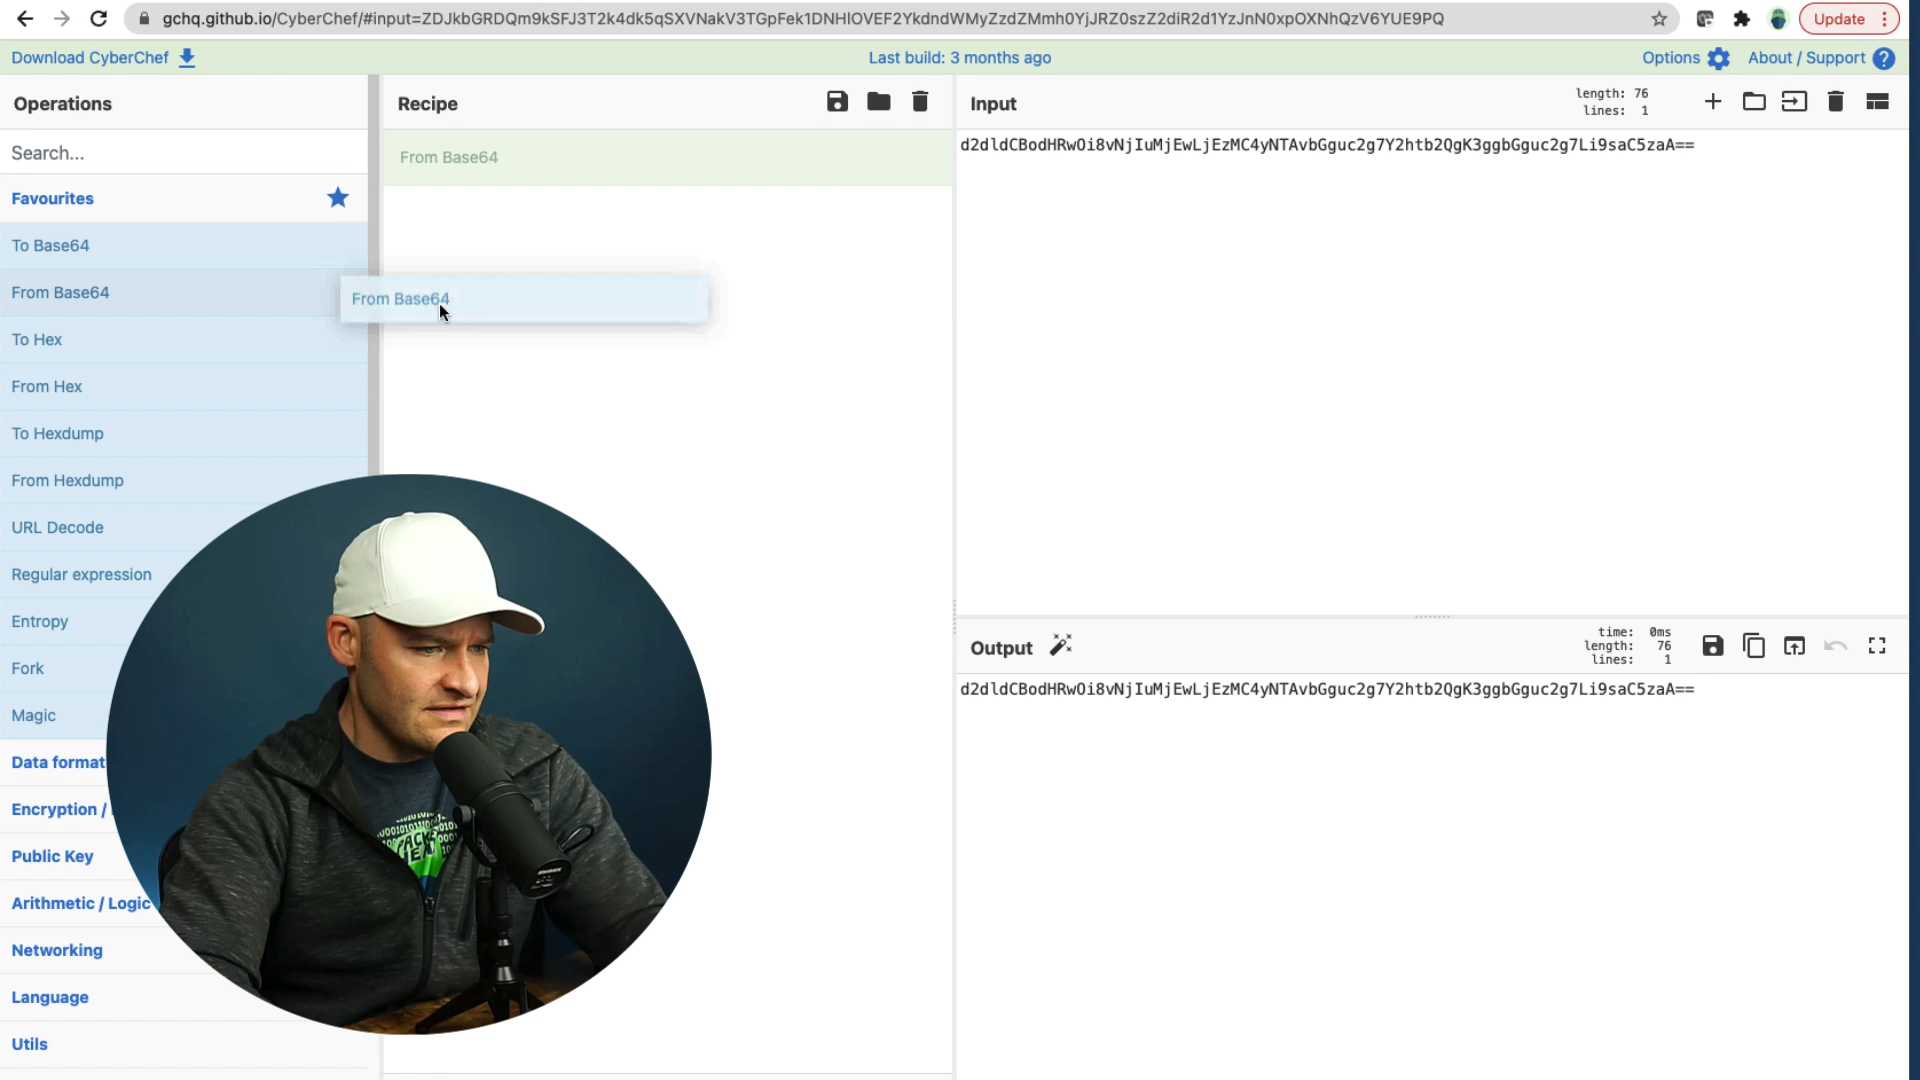 gchq.github.io/CyberChef/#input=ZDJkbGRDQm9kSFJ3T2k4dk5qSXVNakV3TGpFek1DNHlOVEF2YkdndWMyZzdZMmh0YjJRZ0szZ2diR2d1YzJnN0xpOXNhQzV6YUE9PQ
Update
Download CyberChef
Last build: 3 months ago
Options
About / Support
Operations
Recipe
Input
length: 76
lines: 1
Search...
From Base64
d2dldCBodHRwOi8vNjIuMjEwLjEzMC4yNTAvbGguc2g7Y2htb2QgK3ggbGguc2g7Li9saC5zaA==
Favourites
To Base64
From Base64
From Base64
To Hex
From Hex
To Hexdump
From Hexdump
URL Decode
Regular expression
Entropy
Fork
Magic
Data format
Encryption /
Public Key
Arithmetic / Logic
Networking
Language
Utils
Output
time: 0ms
length: 76
lines: 1
d2dldCBodHRwOi8vNjIuMjEwLjEzMC4yNTAvbGguc2g7Y2htb2QgK3ggbGguc2g7Li9saC5zaA==